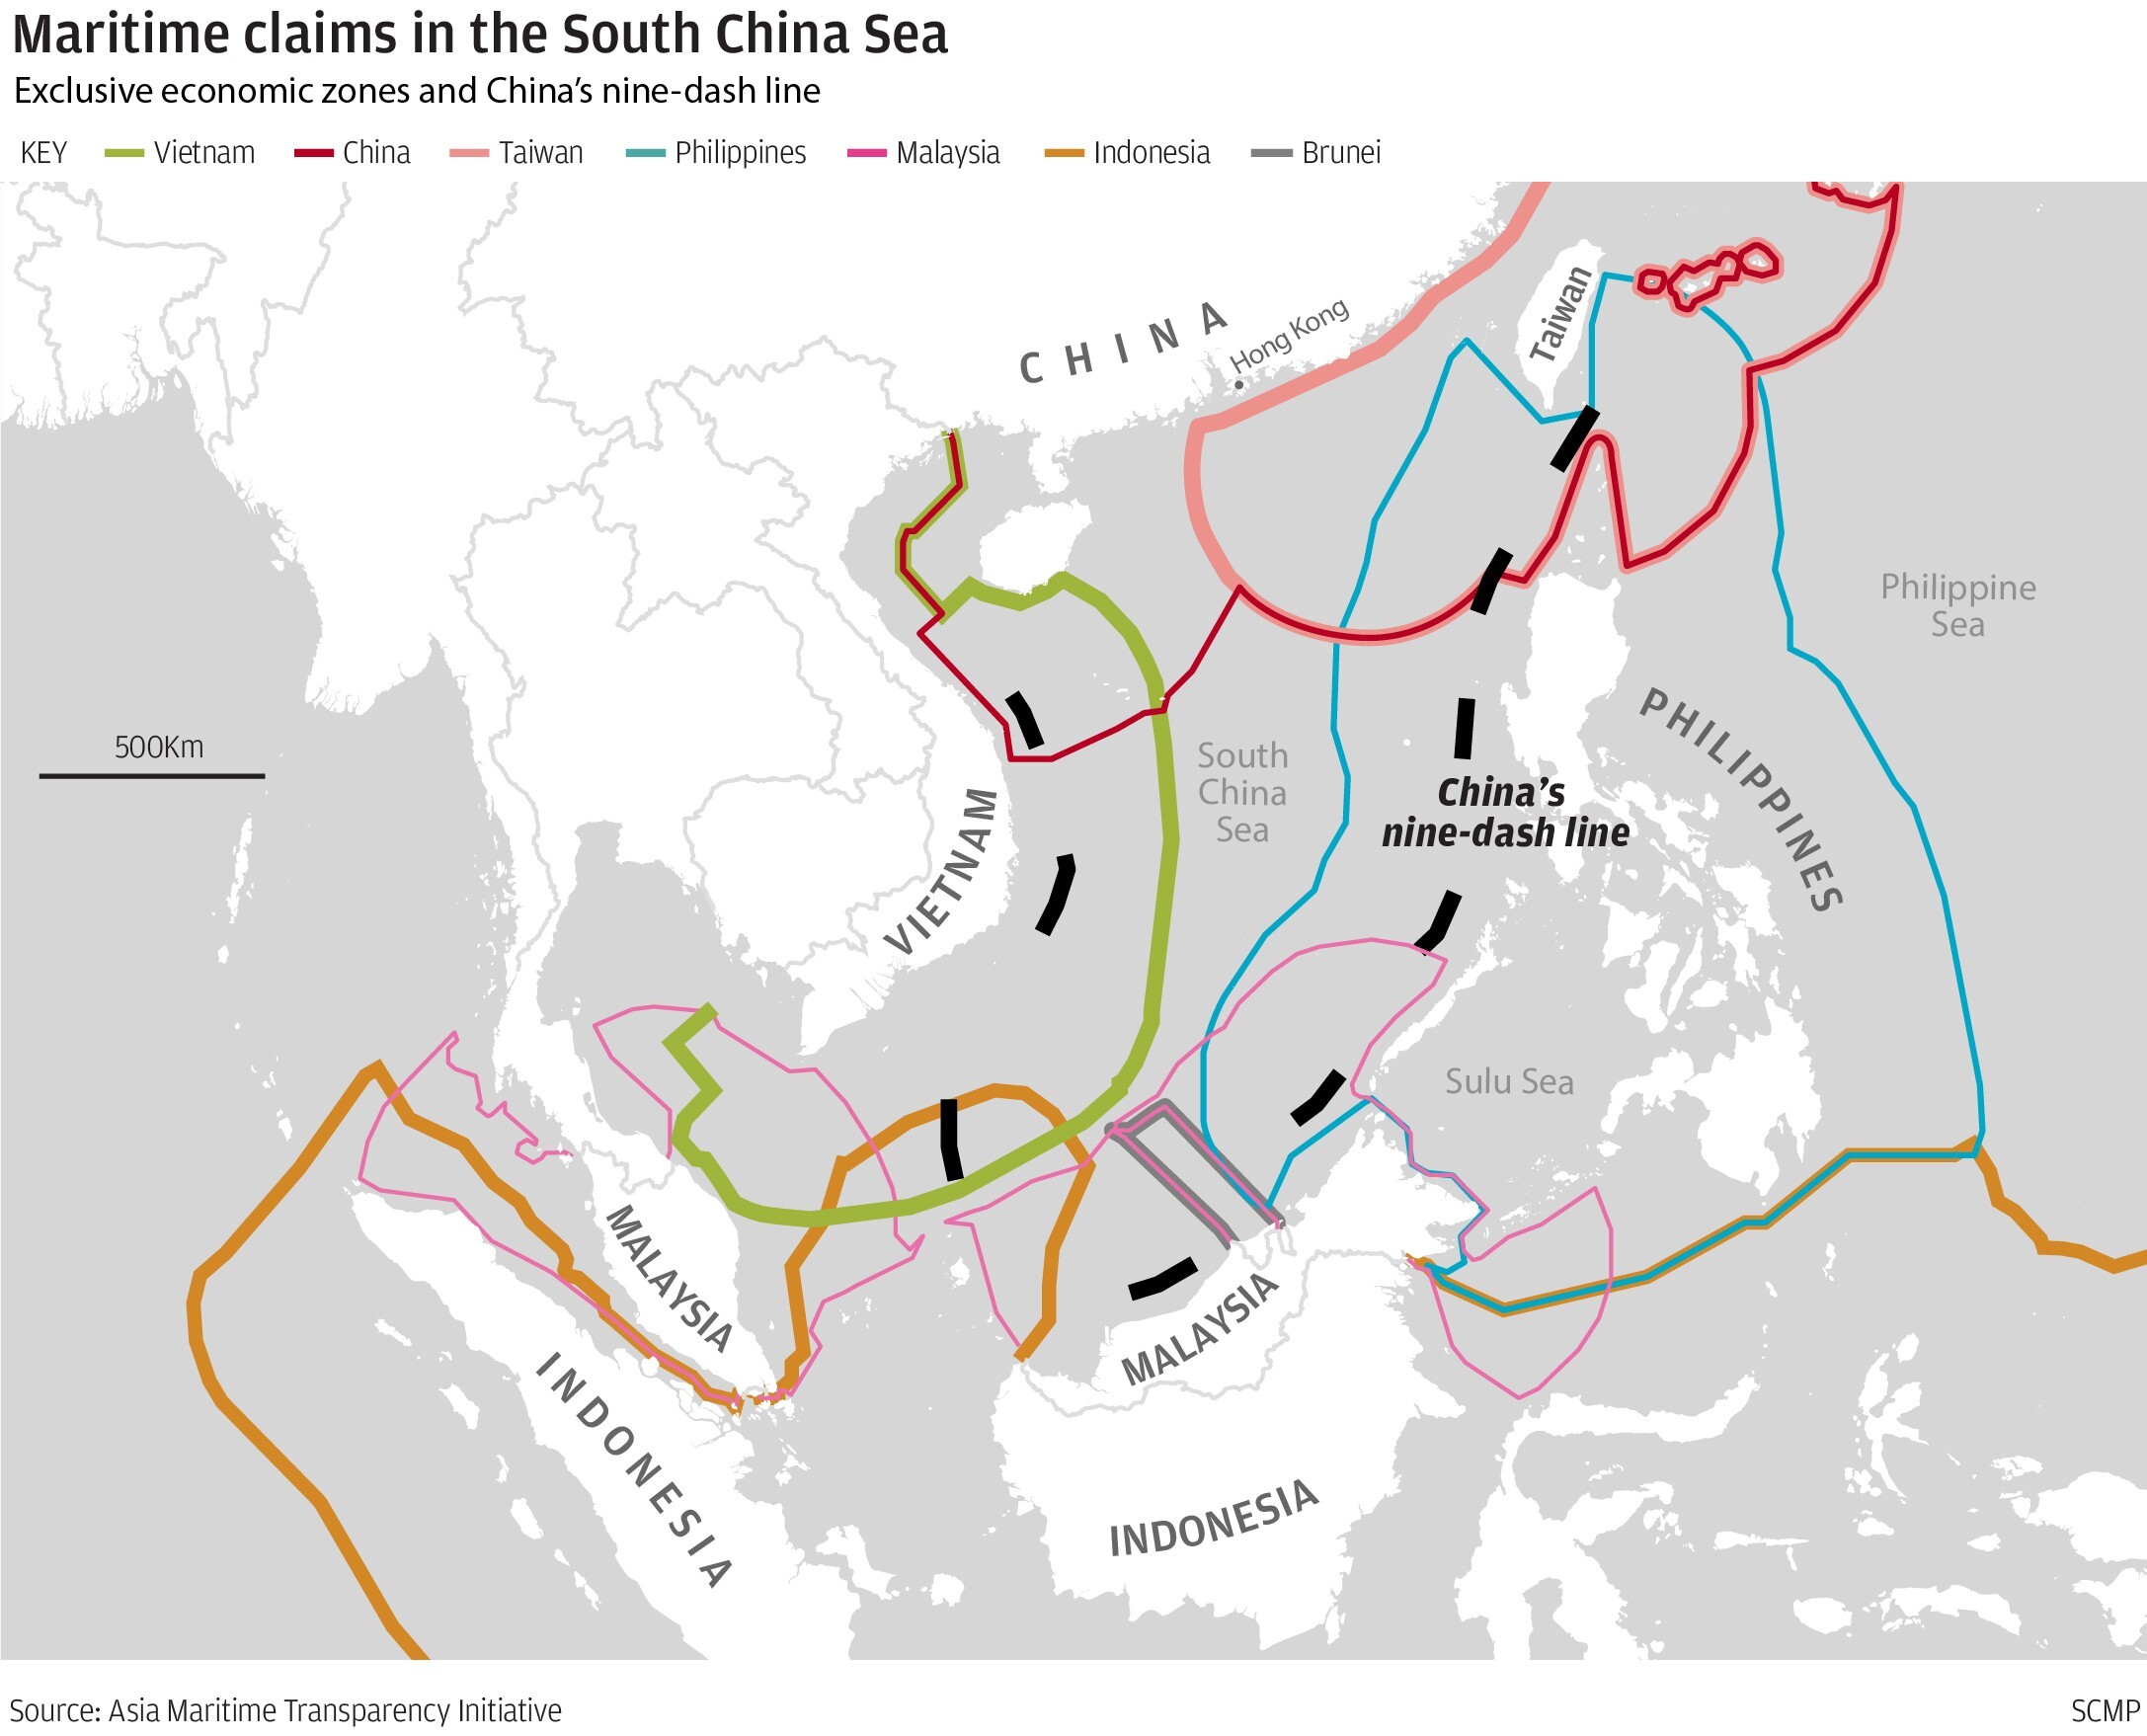 Maritime claims in the South China Sea
Exclusive economic zones and China's nine-dash line
KEY Vietnam China Taiwan Philippines Malaysia Indonesia Brunei
CHINA
Hong Kong
Taiwan
Philippine
Sea
500Km
South
China
Sea
VIETNAM
China's
nine-dash line
PHILIPPINES
Sulu Sea
MALAYSIA
MALAYSIA
INDONESIA
INDONESIA
Source: Asia Maritime Transparency Initiative
SCMP